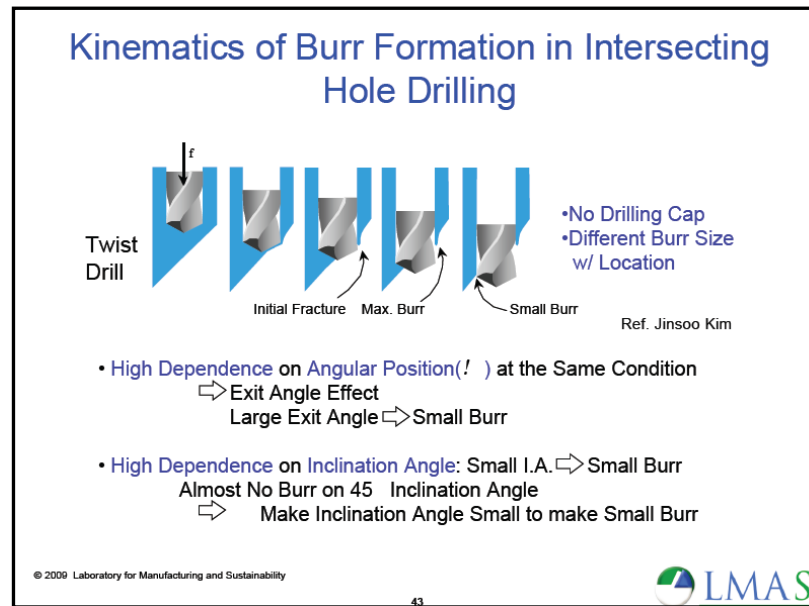 Kinematics of Burr Formation in Intersecting
Hole Drilling
f
Twist
Drill
•No Drilling Cap
•Different Burr Size
w/ Location
Initial Fracture Max. Burr Small Burr
Ref. Jinsoo Kim
• High Dependence on Angular Position(! ) at the Same Condition
⇨ Exit Angle Effect
Large Exit Angle ⇨ Small Burr
• High Dependence on Inclination Angle: Small I.A. ⇨ Small Burr
Almost No Burr on 45 Inclination Angle
⇨ Make Inclination Angle Small to make Small Burr
© 2009 Laboratory for Manufacturing and Sustainability
43
LMAS